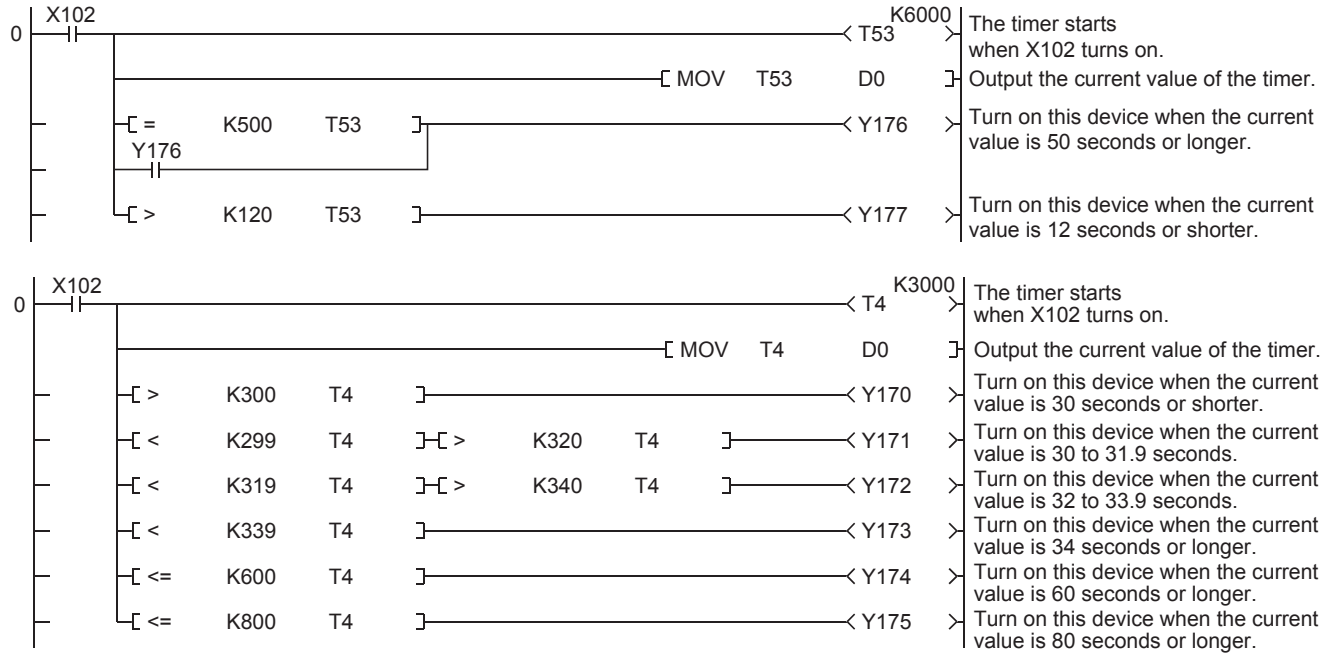 X102 K6000
0 T53 The timer starts
when X102 turns on.
MOV T53 D0 Output the current value of the timer.
= K500 T53 Y176 Turn on this device when the current
value is 50 seconds or longer.
Y176
> K120 T53 Y177 Turn on this device when the current
value is 12 seconds or shorter.
X102 K3000
0 T4 The timer starts
when X102 turns on.
MOV T4 D0 Output the current value of the timer.
> K300 T4 Y170 Turn on this device when the current
value is 30 seconds or shorter.
< K299 T4 > K320 T4 Y171 Turn on this device when the current
value is 30 to 31.9 seconds.
< K319 T4 > K340 T4 Y172 Turn on this device when the current
value is 32 to 33.9 seconds.
< K339 T4 Y173 Turn on this device when the current
value is 34 seconds or longer.
<= K600 T4 Y174 Turn on this device when the current
value is 60 seconds or longer.
<= K800 T4 Y175 Turn on this device when the current
value is 80 seconds or longer.